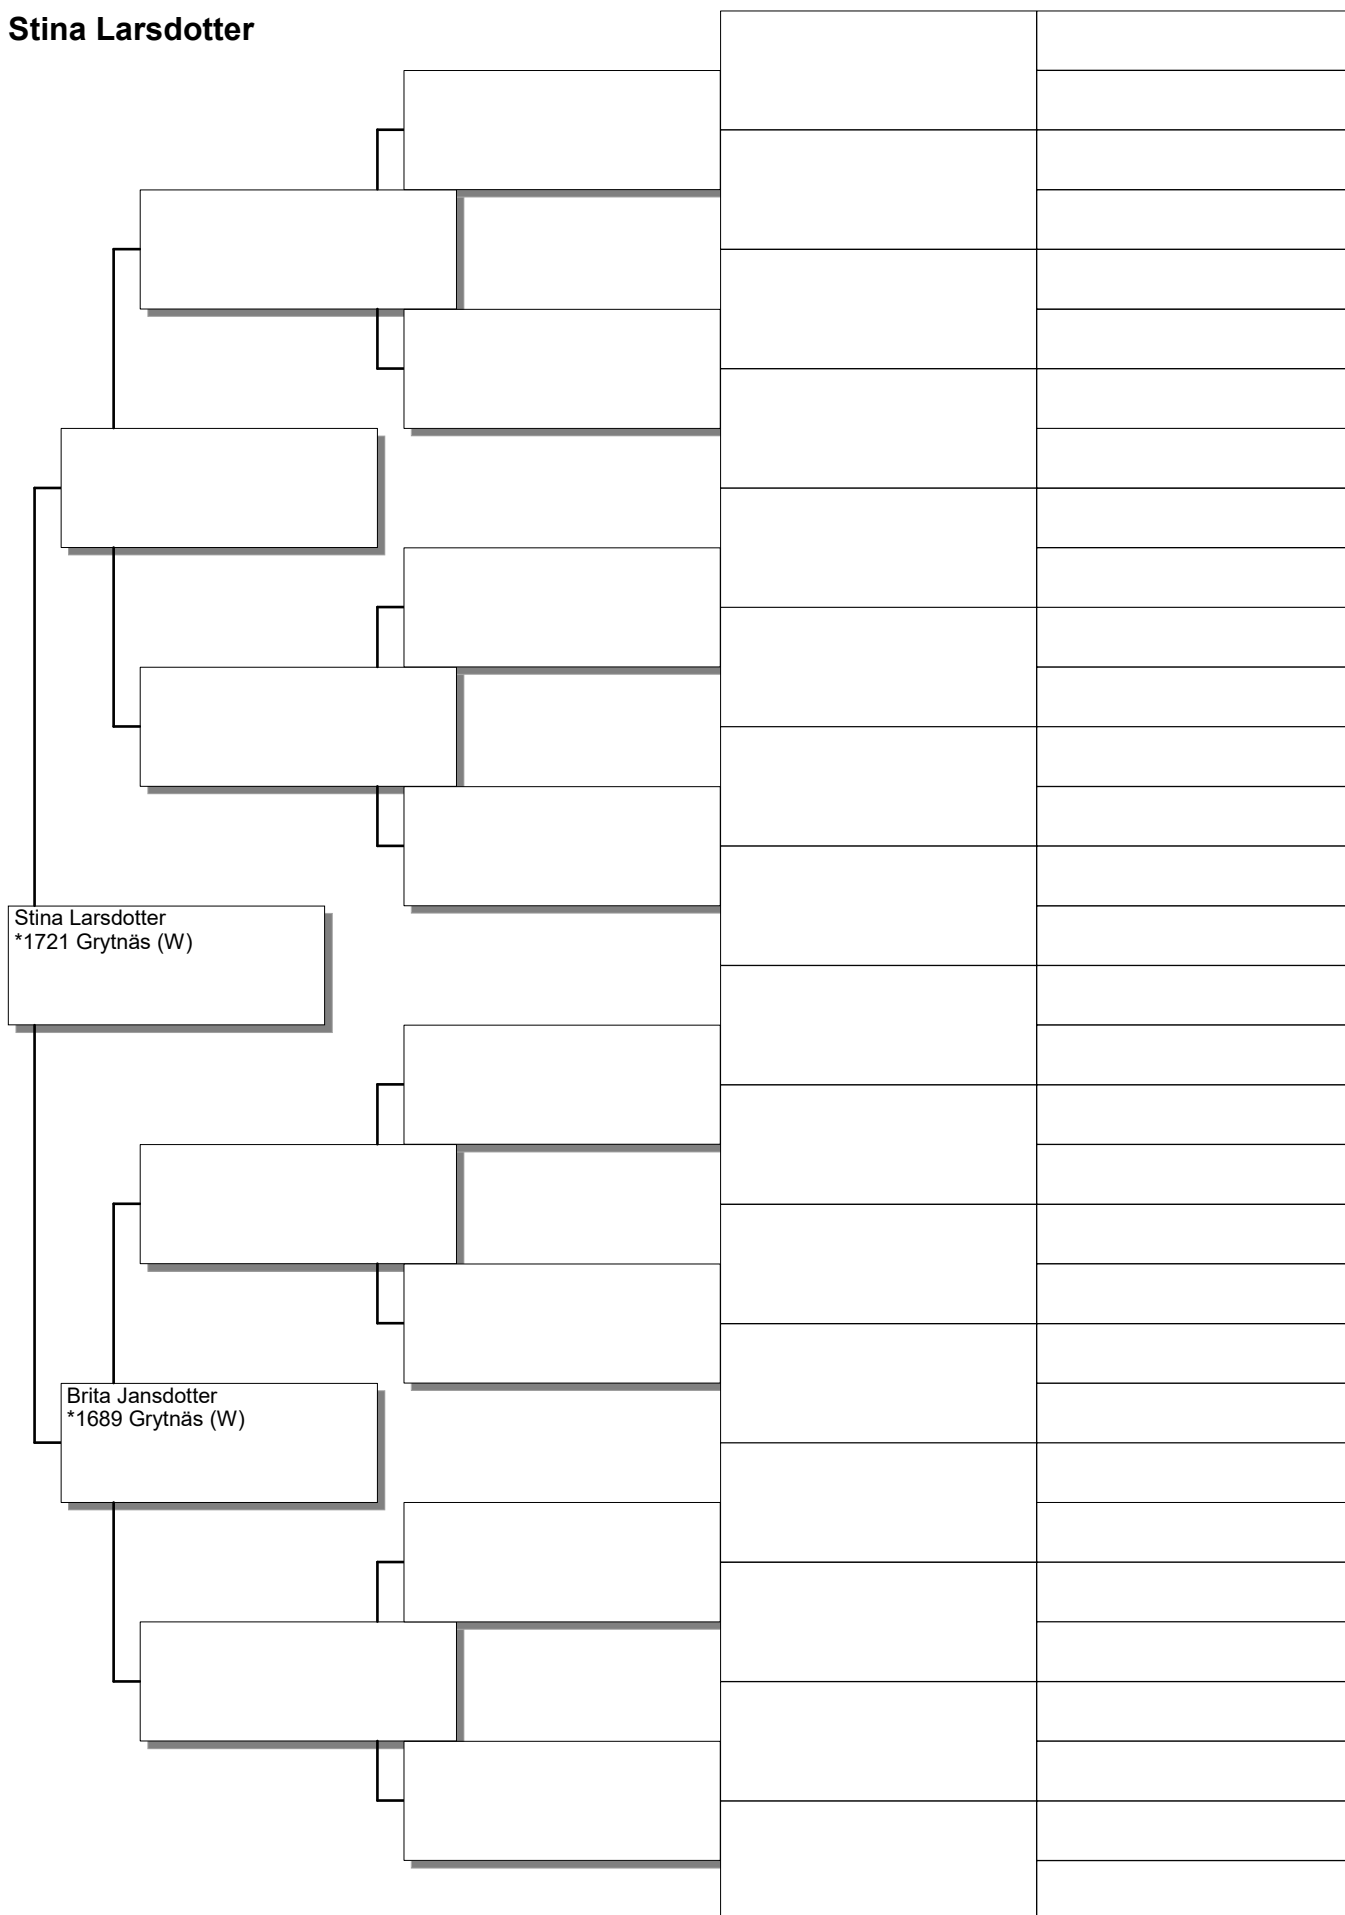 Stina Larsdotter
Stina Larsdotter
*1721 Grytnäs (W)
Brita Jansdotter
*1689 Grytnäs (W)